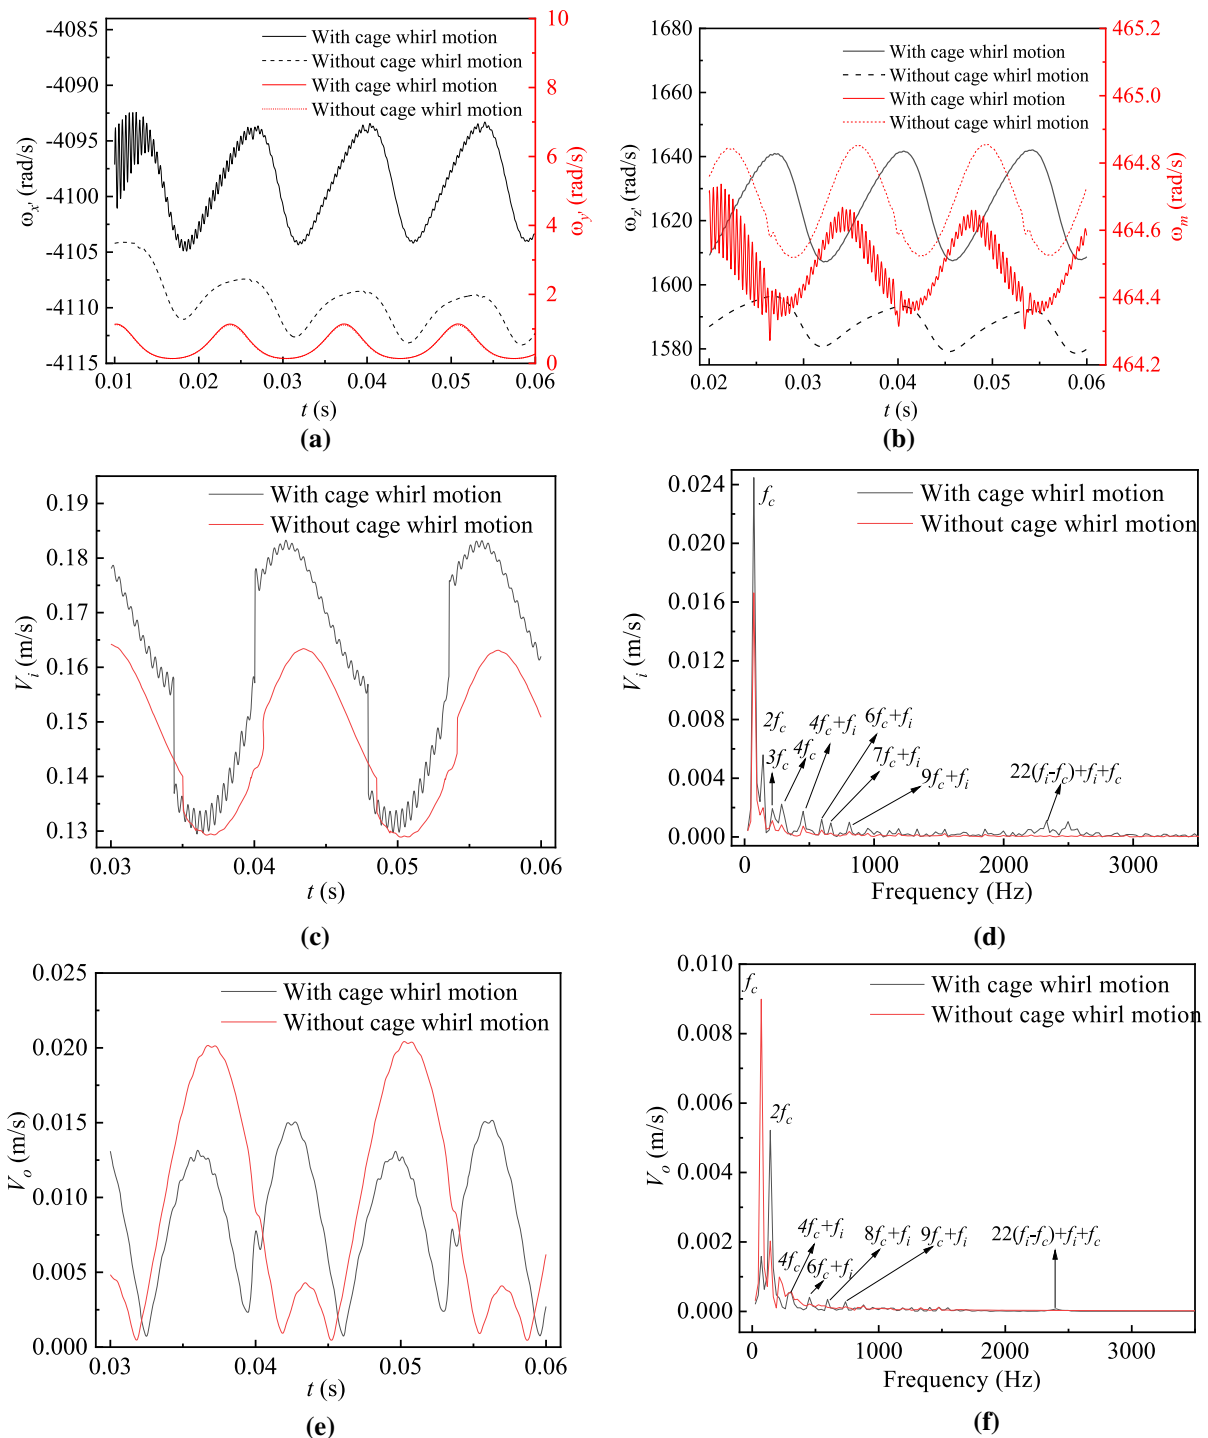 -4085
-4090
-4095
-4100
-4105
-4110
-4115
0.01 0.02 0.03 0.04 0.05 0.06
10
8
6
4
2
0
ωx' (rad/s)
ωy' (rad/s)
With cage whirl motion
Without cage whirl motion
With cage whirl motion
Without cage whirl motion
t (s)
(a)
1680
1660
1640
1620
1600
1580
0.02 0.03 0.04 0.05 0.06
465.2
465.0
464.8
464.6
464.4
464.2
ωz' (rad/s)
ωm (rad/s)
With cage whirl motion
Without cage whirl motion
With cage whirl motion
Without cage whirl motion
t (s)
(b)
0.19
0.18
0.17
0.16
0.15
0.14
0.13
0.03 0.04 0.05 0.06
Vi (m/s)
With cage whirl motion
Without cage whirl motion
t (s)
(c)
0.024
0.020
0.016
0.012
0.008
0.004
0.000
0 1000 2000 3000
Vi (m/s)
With cage whirl motion
Without cage whirl motion
fc
2fc
3fc
4fc
4fc+fi
6fc+fi
7fc+fi
9fc+fi
22(fi-fc)+fi+fc
Frequency (Hz)
(d)
0.025
0.020
0.015
0.010
0.005
0.000
0.03 0.04 0.05 0.06
Vo (m/s)
With cage whirl motion
Without cage whirl motion
t (s)
(e)
0.010
0.008
0.006
0.004
0.002
0.000
0 1000 2000 3000
Vo (m/s)
With cage whirl motion
Without cage whirl motion
fc
2fc
4fc
4fc+fi
6fc+fi
8fc+fi
9fc+fi
22(fi-fc)+fi+fc
Frequency (Hz)
(f)